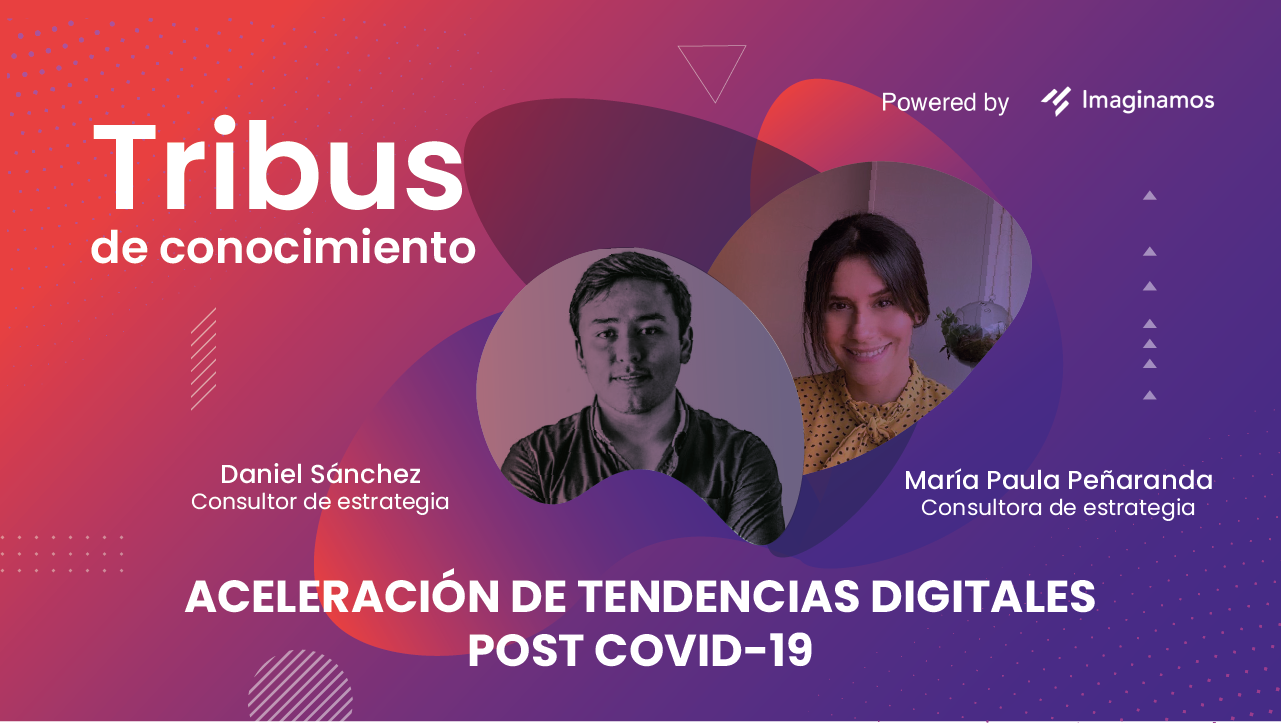 Powered by Imaginamos
Tribus
de conocimiento
Daniel Sánchez
Consultor de estrategia
María Paula Peñaranda
Consultora de estrategia
ACELERACIÓN DE TENDENCIAS DIGITALES
POST COVID-19